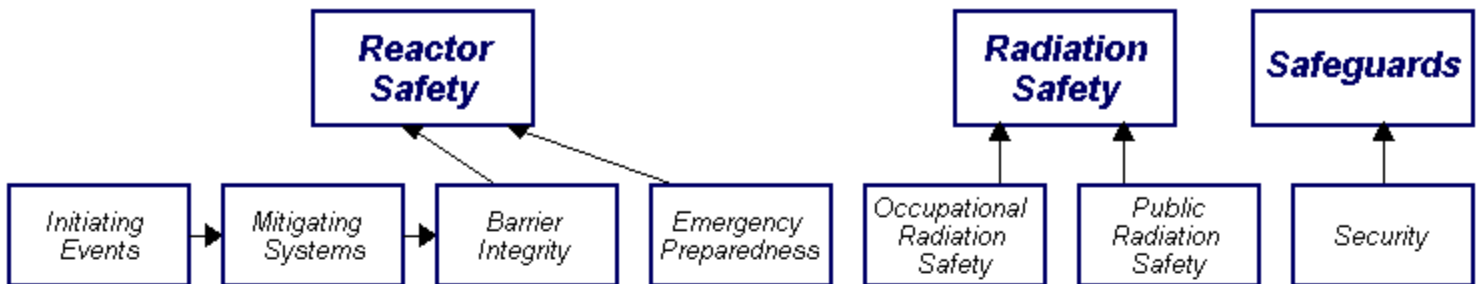 Reactor
Safety
Radiation
Safety
Safeguards
Initiating
Events
Mitigating
Systems
Barrier
Integrity
Emergency
Preparedness
Occupational
Radiation
Safety
Public
Radiation
Safety
Security